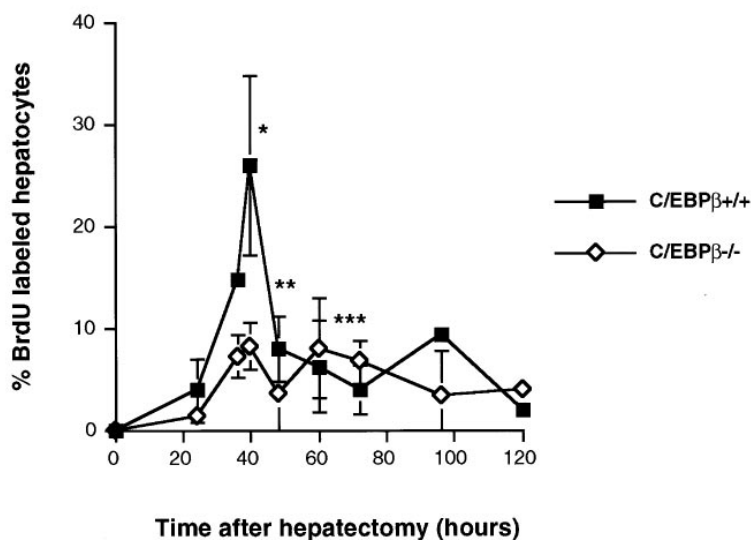 40
30
20
10
0
0 20 40 60 80 100 120
% BrdU labeled hepatocytes
Time after hepatectomy (hours)
*
**
***
C/EBPβ+/+
C/EBPβ-/-